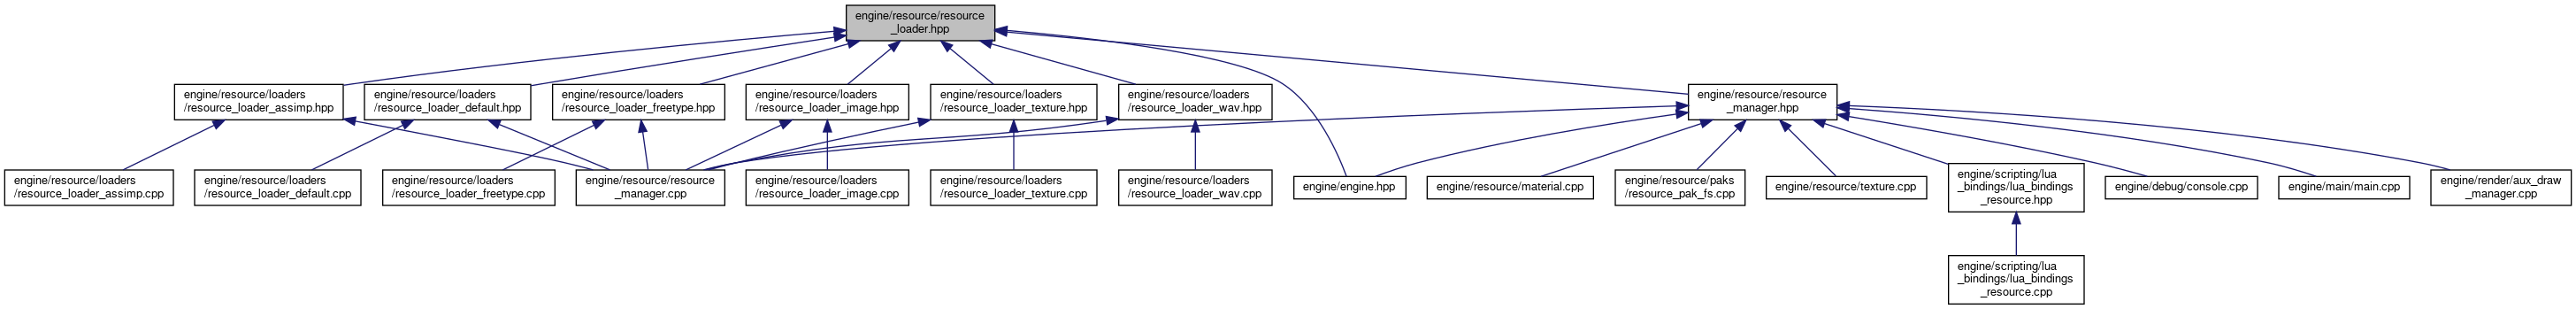 engine/resource/resource
_loader.hpp
engine/resource/loaders
/resource_loader_assimp.hpp
engine/resource/loaders
/resource_loader_default.hpp
engine/resource/loaders
/resource_loader_freetype.hpp
engine/resource/loaders
/resource_loader_image.hpp
engine/resource/loaders
/resource_loader_texture.hpp
engine/resource/loaders
/resource_loader_wav.hpp
engine/resource/resource
_manager.hpp
engine/resource/loaders
/resource_loader_assimp.cpp
engine/resource/loaders
/resource_loader_default.cpp
engine/resource/loaders
/resource_loader_freetype.cpp
engine/resource/resource
_manager.cpp
engine/resource/loaders
/resource_loader_image.cpp
engine/resource/loaders
/resource_loader_texture.cpp
engine/resource/loaders
/resource_loader_wav.cpp
engine/engine.hpp
engine/resource/material.cpp
engine/resource/paks
/resource_pak_fs.cpp
engine/resource/texture.cpp
engine/scripting/lua
_bindings/lua_bindings
_resource.hpp
engine/debug/console.cpp
engine/main/main.cpp
engine/render/aux_draw
_manager.cpp
engine/scripting/lua
_bindings/lua_bindings
_resource.cpp